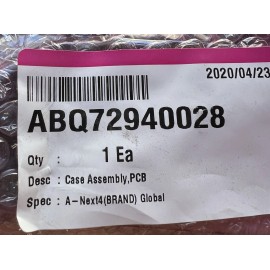 2020/04/23
ABQ72940028
Qty : 1 Ea
Desc : Case Assembly,PCB
Spec : A-Next4(BRAND) Global